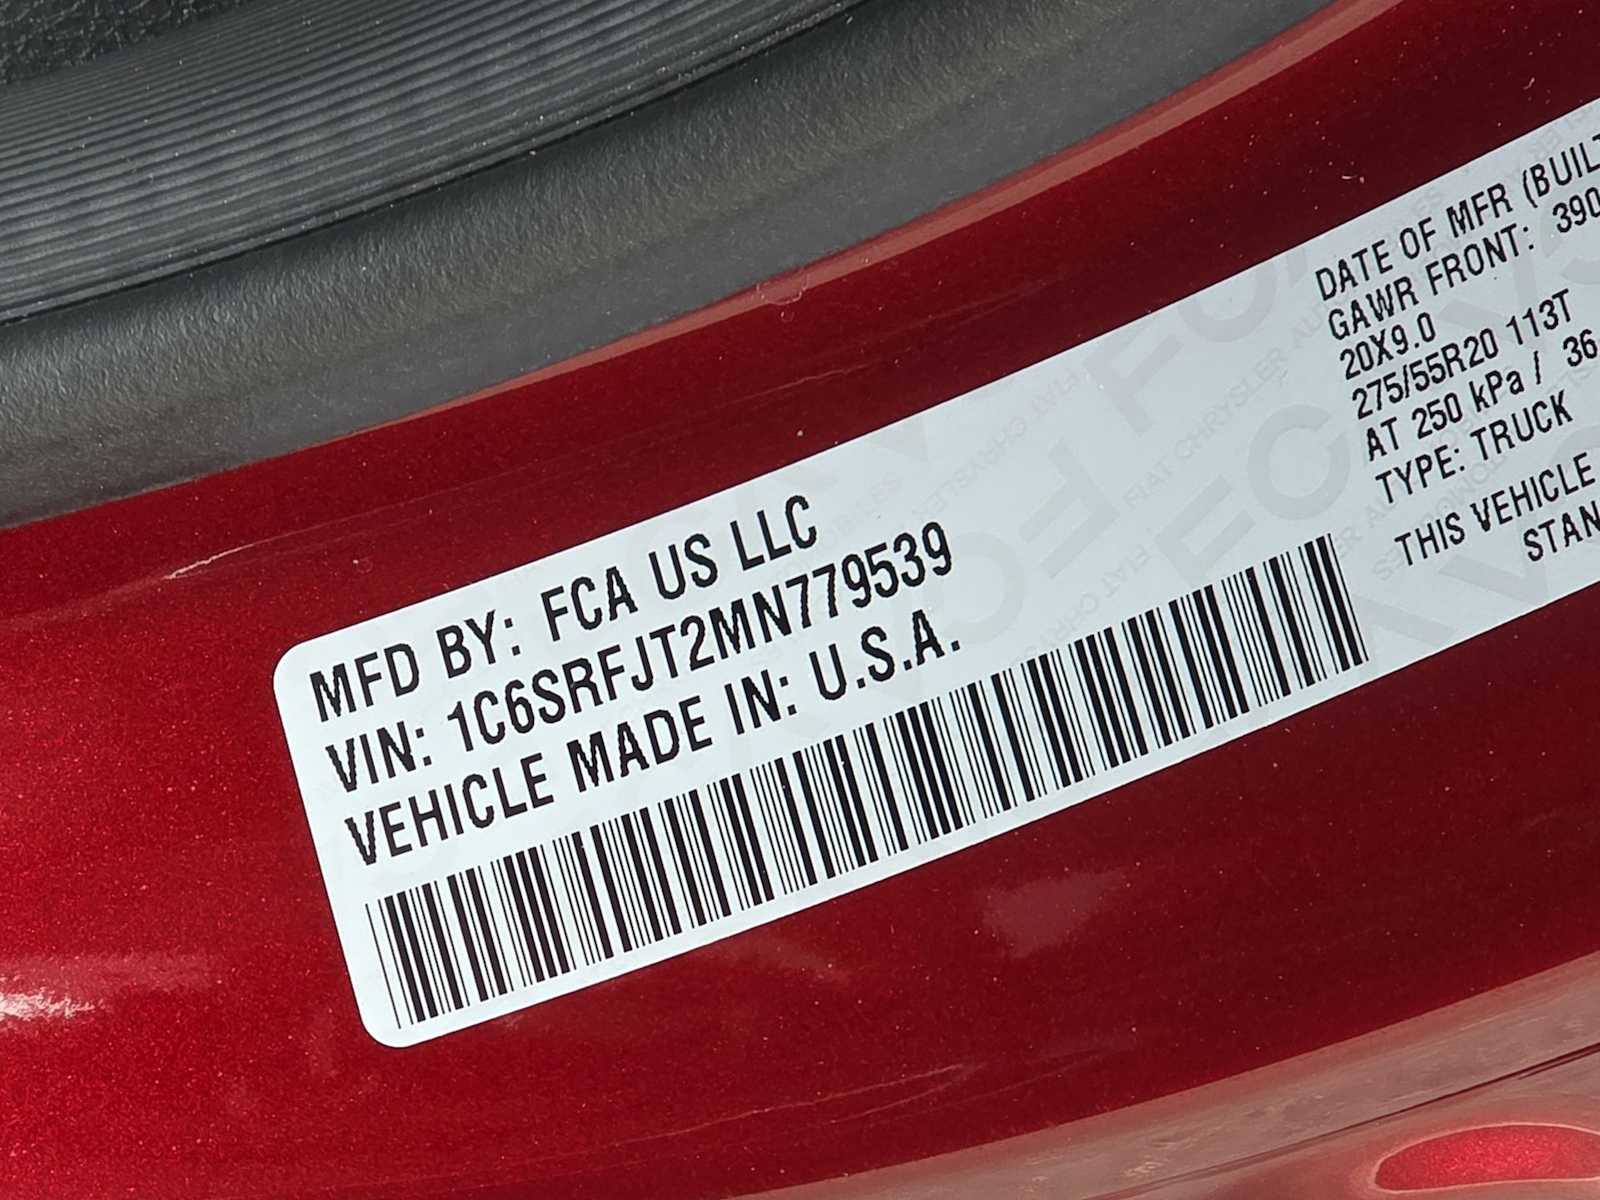 MFD BY: FCA US LLC
VIN: 1C6SRFJT2MN779539
VEHICLE MADE IN: U.S.A.
DATE OF MFR (BUILT
GAWR FRONT: 390
20X9.0
275/55R20 113T
AT 250 kPa / 36
TYPE: TRUCK
THIS VEHICLE
STAN